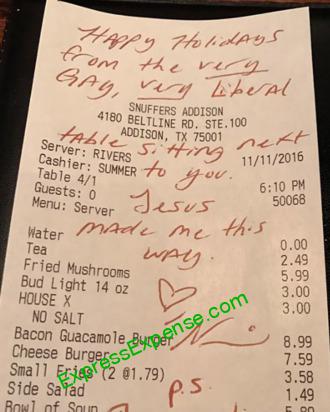 Happy Holidays
from the very
Gay, very Liberal
SNUFFERS ADDISON
4180 BELTLINE RD. STE.100
ADDISON, TX 75001
table sitting next
Server: RIVERS 11/11/2016
Cashier: SUMMER
to you.
Table 4/1 6:10 PM
Guests: 0 50068
Jesus
Menu: Server
made me this
Water 0.00
way.
Tea 2.49
Fried Mushrooms 5.99
Bud Light 14 oz 3.00
HOUSE X 3.00
NO SALT
ExpressExpense.com
Bacon Guacamole Burger 8.99
Cheese Burger 7.59
Small Fries (2 @1.79) 3.58
P.S.
Side Salad 1.49
Bowl of Soup